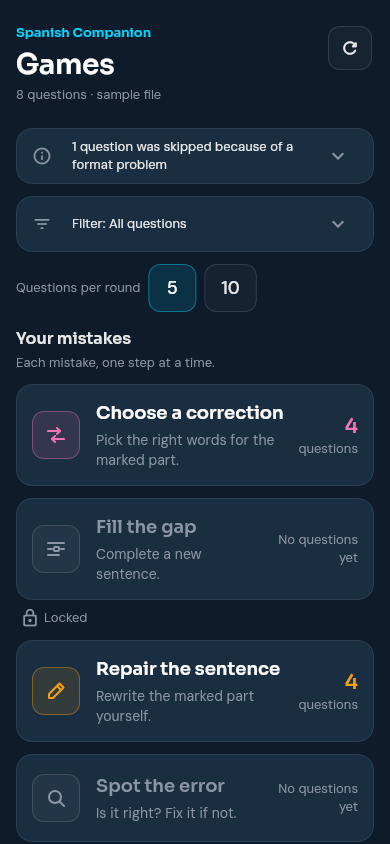 Spanish Companion
Games
8 questions · sample file
1 question was skipped because of a
format problem
Filter: All questions
Questions per round
5
10
Your mistakes
Each mistake, one step at a time.
Choose a correction
Pick the right words for the
marked part.
4
questions
Fill the gap
Complete a new
sentence.
No questions
yet
Locked
Repair the sentence
Rewrite the marked part
yourself.
4
questions
Spot the error
Is it right? Fix it if not.
No questions
yet